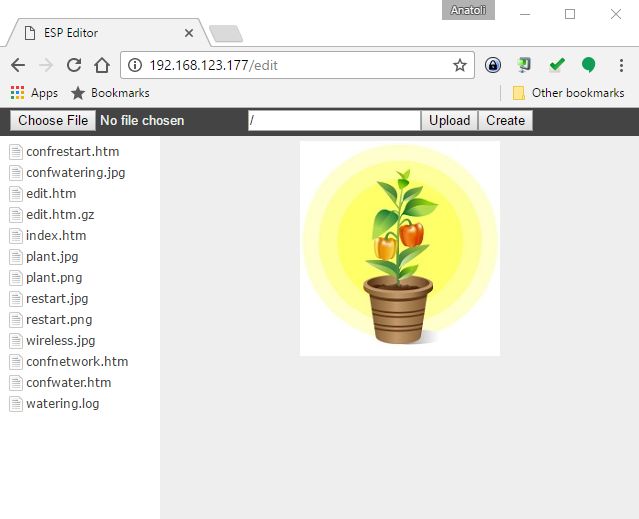 Anatoli
ESP Editor
192.168.123.177/edit
Apps Bookmarks Other bookmarks
Choose File No file chosen / Upload Create
confrestart.htm
confwatering.jpg
edit.htm
edit.htm.gz
index.htm
plant.jpg
plant.png
restart.jpg
restart.png
wireless.jpg
confnetwork.htm
confwater.htm
watering.log